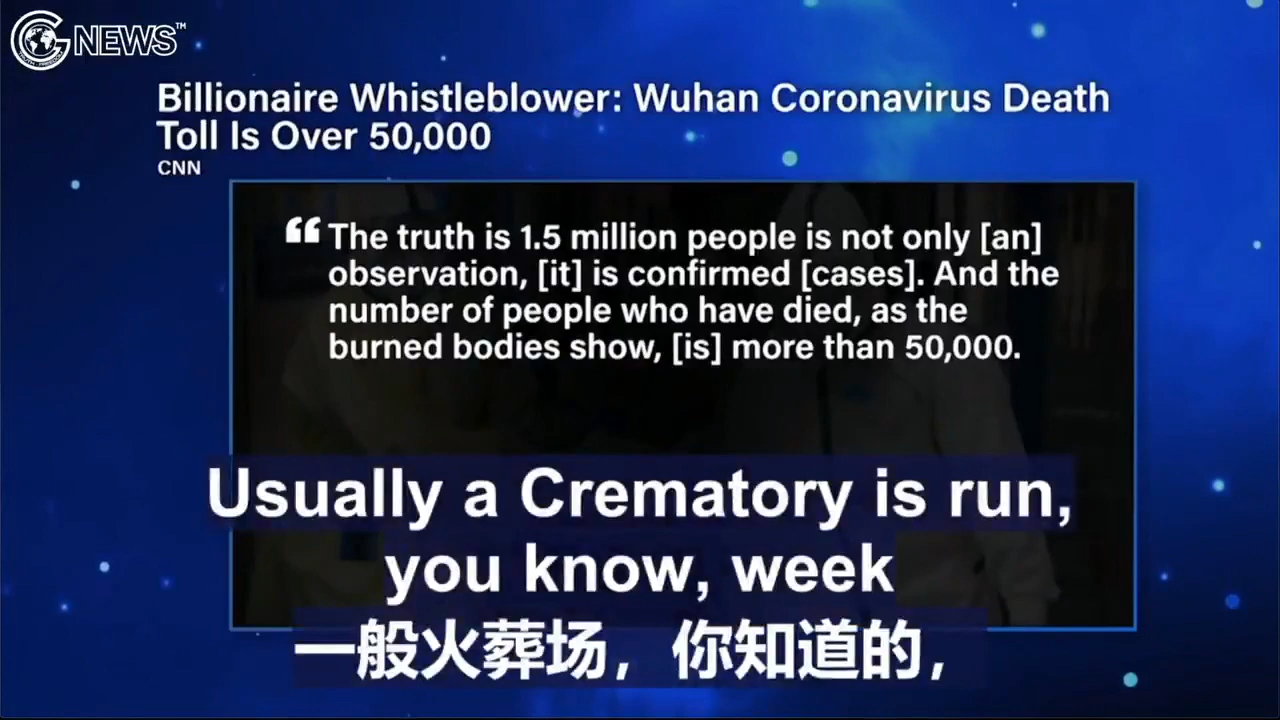 NEWS™
Billionaire Whistleblower: Wuhan Coronavirus Death
Toll Is Over 50,000
CNN
“The truth is 1.5 million people is not only [an]
observation, [it] is confirmed [cases]. And the
number of people who have died, as the
burned bodies show, [is] more than 50,000.
Usually a Crematory is run,
you know, week
一般火葬场，你知道的，